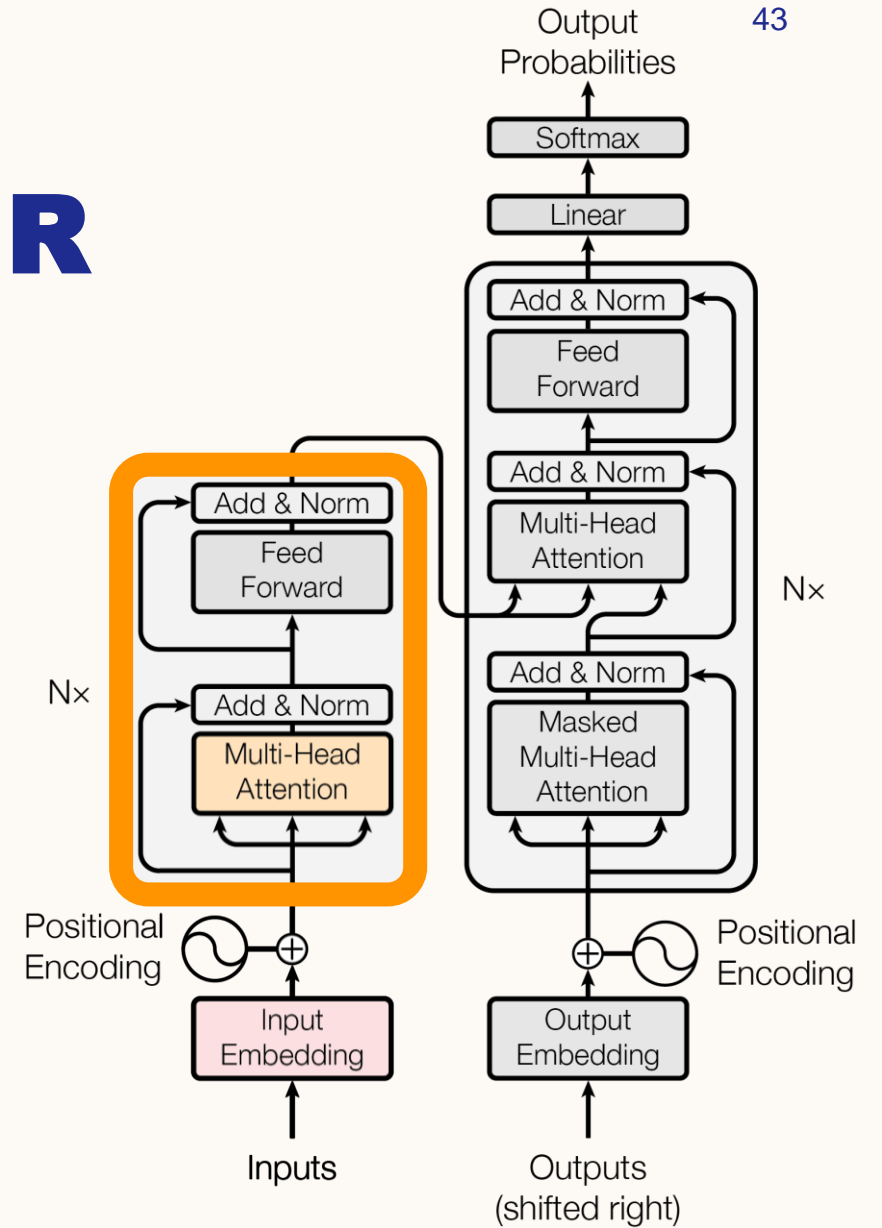 43
R
Output
Probabilities
Softmax
Linear
Add & Norm
Feed
Forward
Add & Norm
Multi-Head
Attention
N×
Add & Norm
Masked
Multi-Head
Attention
Add & Norm
Feed
Forward
N×
Add & Norm
Multi-Head
Attention
Positional
Encoding
Positional
Encoding
Input
Embedding
Output
Embedding
Inputs
Outputs
(shifted right)